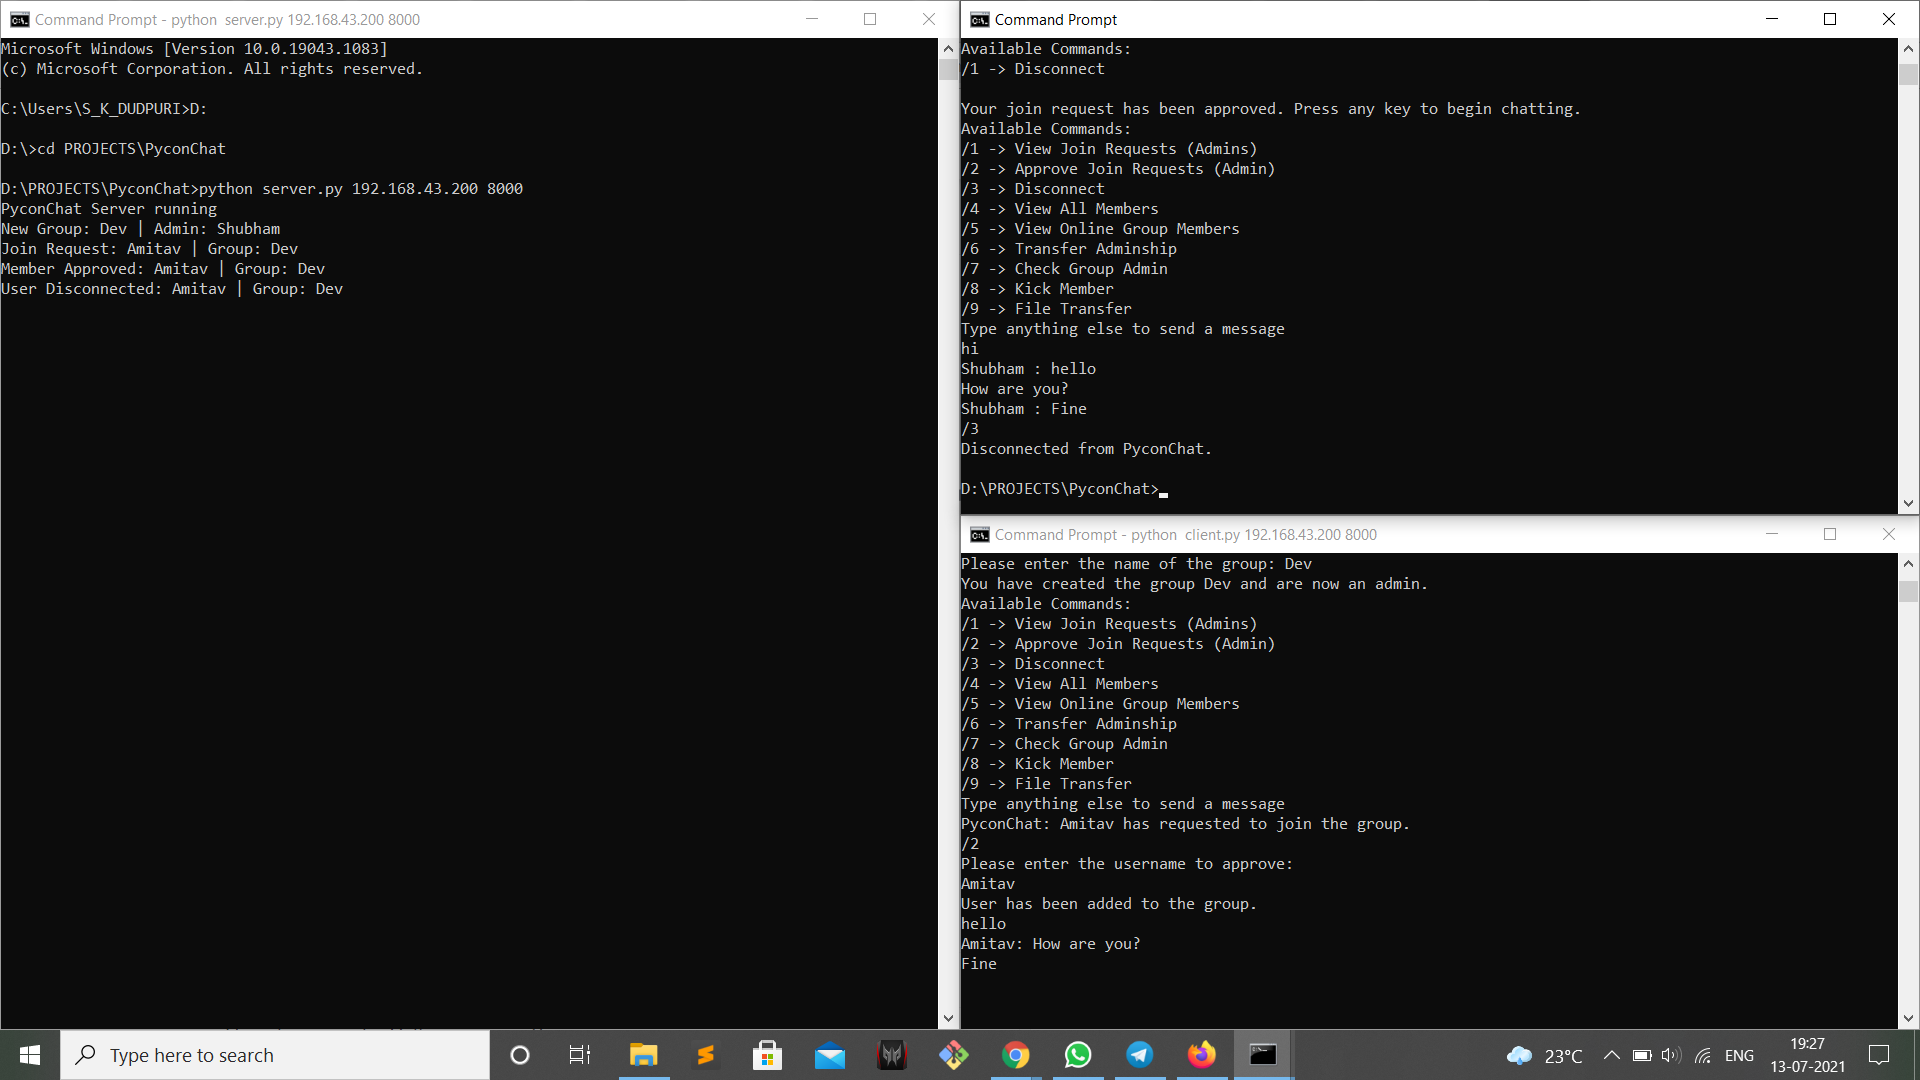 Command Prompt - python  server.py 192.168.43.200 8000
Microsoft Windows [Version 10.0.19043.1083]
(c) Microsoft Corporation. All rights reserved.
C:\Users\S_K_DUDPURI>D:
D:\>cd PROJECTS\PyconChat
D:\PROJECTS\PyconChat>python server.py 192.168.43.200 8000
PyconChat Server running
New Group: Dev | Admin: Shubham
Join Request: Amitav | Group: Dev
Member Approved: Amitav | Group: Dev
User Disconnected: Amitav | Group: Dev
Command Prompt
Available Commands:
/1 -> Disconnect
Your join request has been approved. Press any key to begin chatting.
Available Commands:
/1 -> View Join Requests (Admins)
/2 -> Approve Join Requests (Admin)
/3 -> Disconnect
/4 -> View All Members
/5 -> View Online Group Members
/6 -> Transfer Adminship
/7 -> Check Group Admin
/8 -> Kick Member
/9 -> File Transfer
Type anything else to send a message
hi
Shubham : hello
How are you?
Shubham : Fine
/3
Disconnected from PyconChat.
D:\PROJECTS\PyconChat>
Command Prompt - python  client.py 192.168.43.200 8000
Please enter the name of the group: Dev
You have created the group Dev and are now an admin.
Available Commands:
/1 -> View Join Requests (Admins)
/2 -> Approve Join Requests (Admin)
/3 -> Disconnect
/4 -> View All Members
/5 -> View Online Group Members
/6 -> Transfer Adminship
/7 -> Check Group Admin
/8 -> Kick Member
/9 -> File Transfer
Type anything else to send a message
PyconChat: Amitav has requested to join the group.
/2
Please enter the username to approve:
Amitav
User has been added to the group.
hello
Amitav: How are you?
Fine
Type here to search
23°C
ENG
19:27
13-07-2021